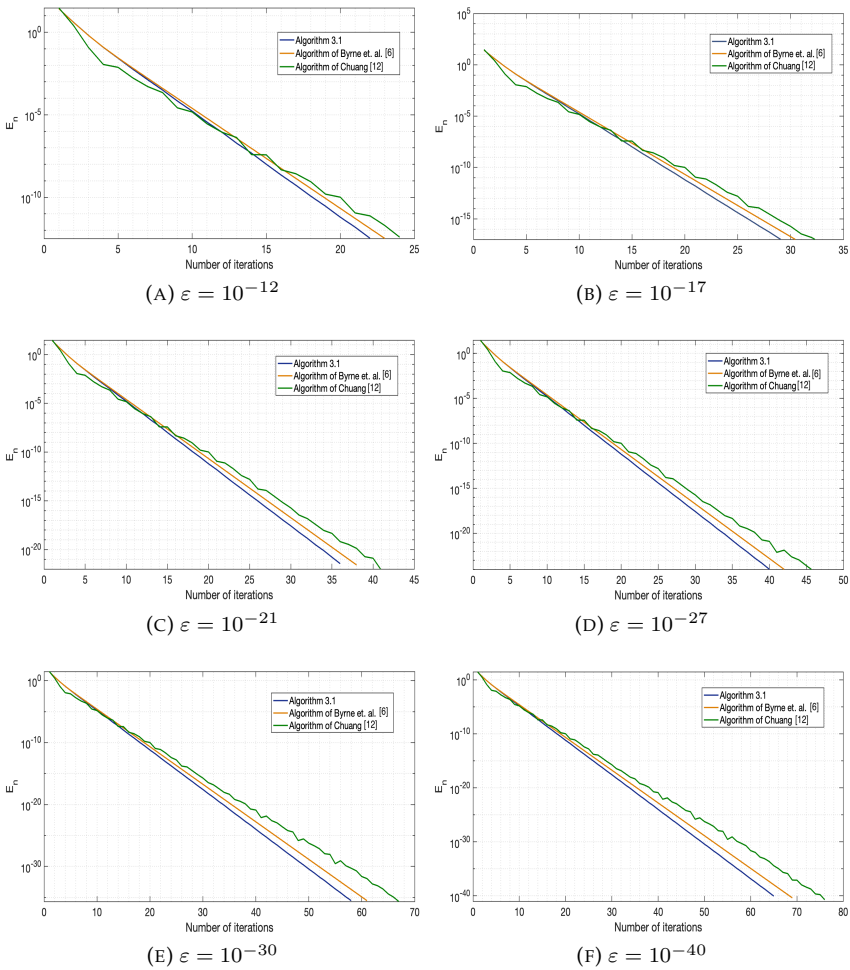 10^0
10^-5
10^-10
E_n
0 5 10 15 20 25
Number of iterations
Algorithm 3.1
Algorithm of Byrne et. al. [6]
Algorithm of Chuang [12]
(A) ε = 10^-12
10^5
10^0
10^-5
10^-10
10^-15
E_n
0 5 10 15 20 25 30 35
Number of iterations
Algorithm 3.1
Algorithm of Byrne et. al. [6]
Algorithm of Chuang [12]
(B) ε = 10^-17
10^0
10^-5
10^-10
10^-15
10^-20
E_n
0 5 10 15 20 25 30 35 40 45
Number of iterations
Algorithm 3.1
Algorithm of Byrne et. al. [6]
Algorithm of Chuang [12]
(C) ε = 10^-21
10^0
10^-5
10^-10
10^-15
10^-20
E_n
0 5 10 15 20 25 30 35 40 45 50
Number of iterations
Algorithm 3.1
Algorithm of Byrne et. al. [6]
Algorithm of Chuang [12]
(D) ε = 10^-27
10^0
10^-10
10^-20
10^-30
E_n
0 10 20 30 40 50 60 70
Number of iterations
Algorithm 3.1
Algorithm of Byrne et. al. [6]
Algorithm of Chuang [12]
(E) ε = 10^-30
10^0
10^-10
10^-20
10^-30
10^-40
E_n
0 10 20 30 40 50 60 70 80
Number of iterations
Algorithm 3.1
Algorithm of Byrne et. al. [6]
Algorithm of Chuang [12]
(F) ε = 10^-40